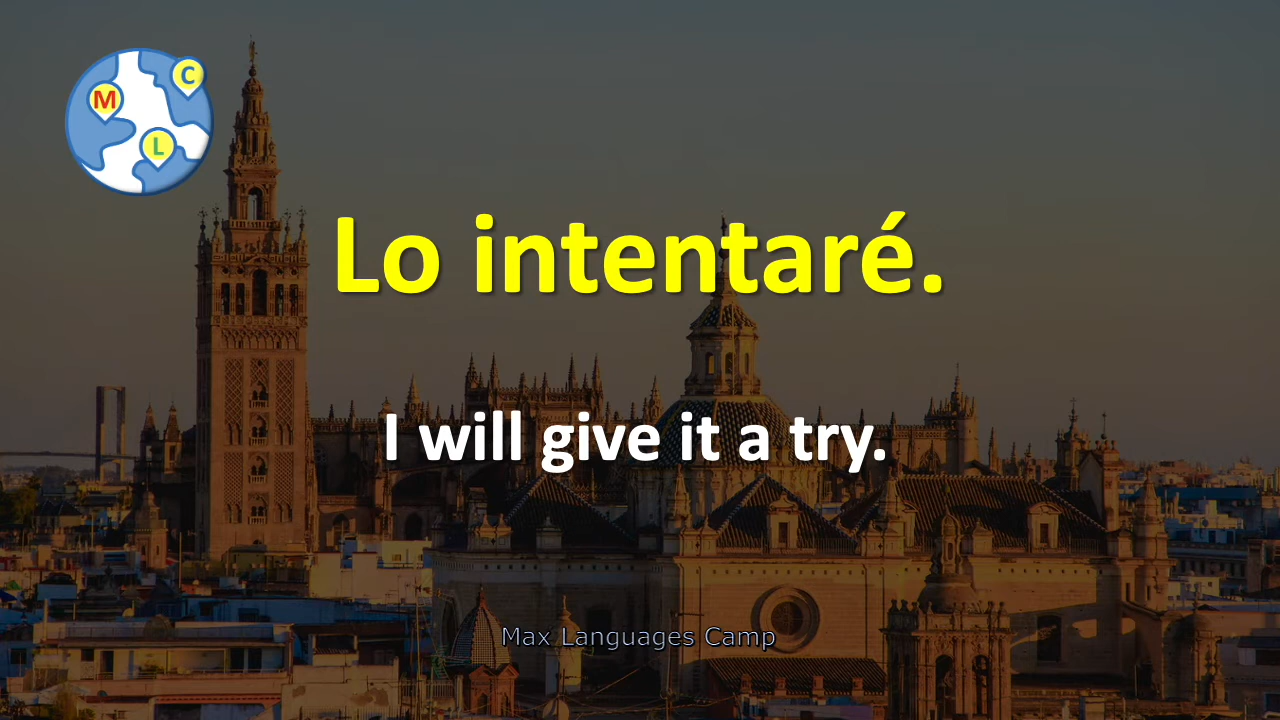 M
C
L
Lo intentaré.
I will give it a try.
Max Languages Camp